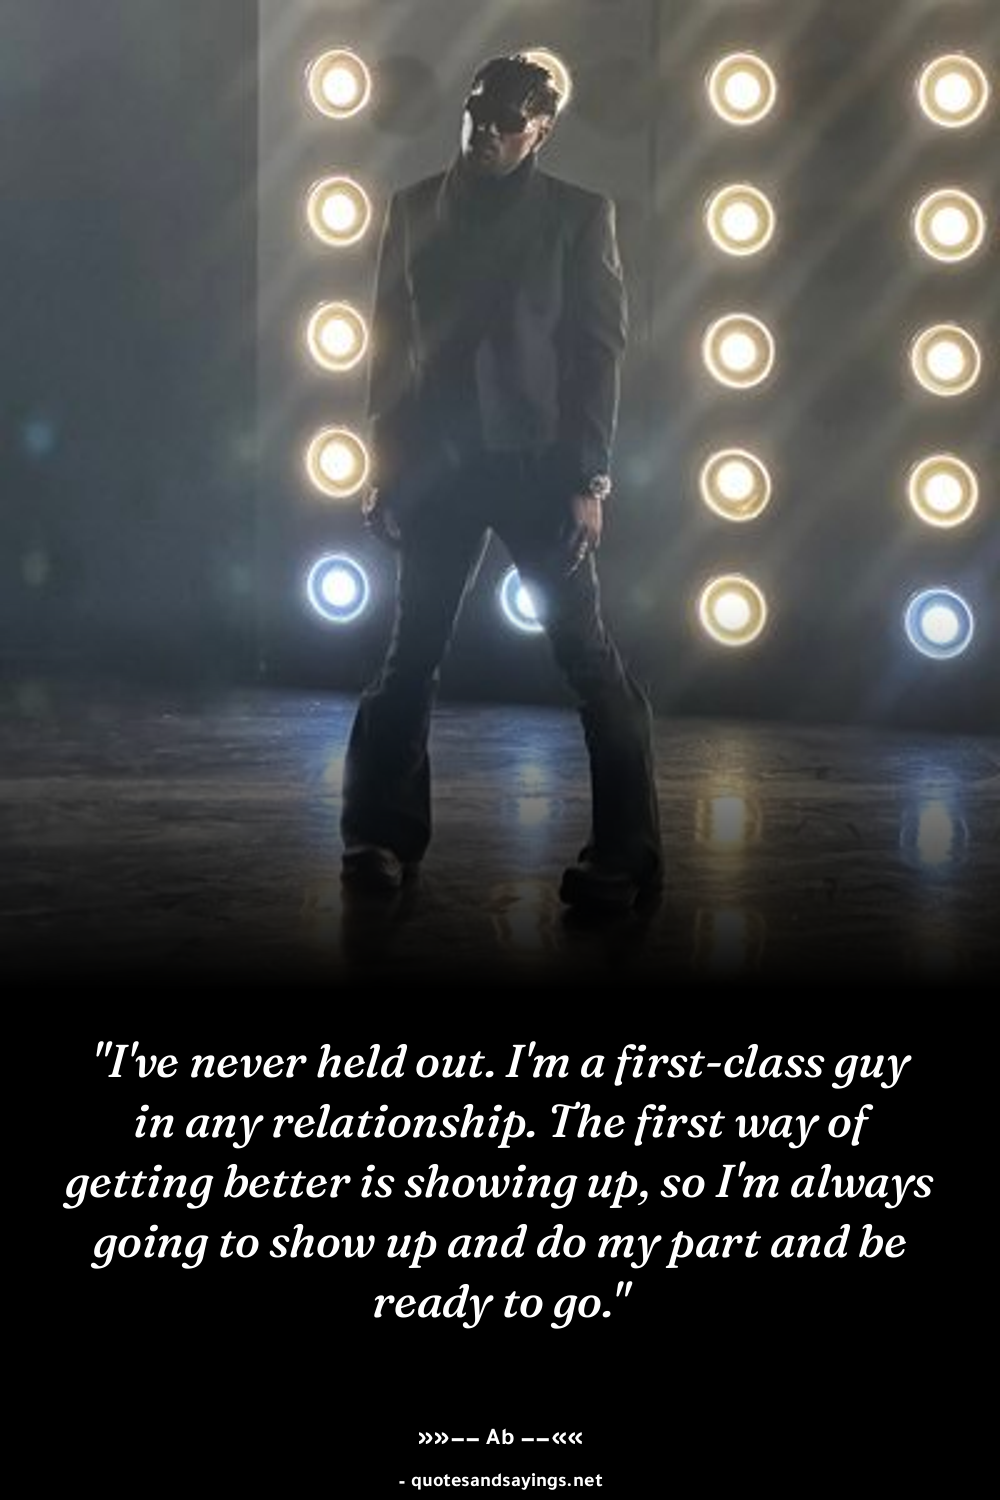 "I've never held out. I'm a first-class guy
in any relationship. The first way of
getting better is showing up, so I'm always
going to show up and do my part and be
ready to go."
»»−− Ab −−««
- quotesandsayings.net